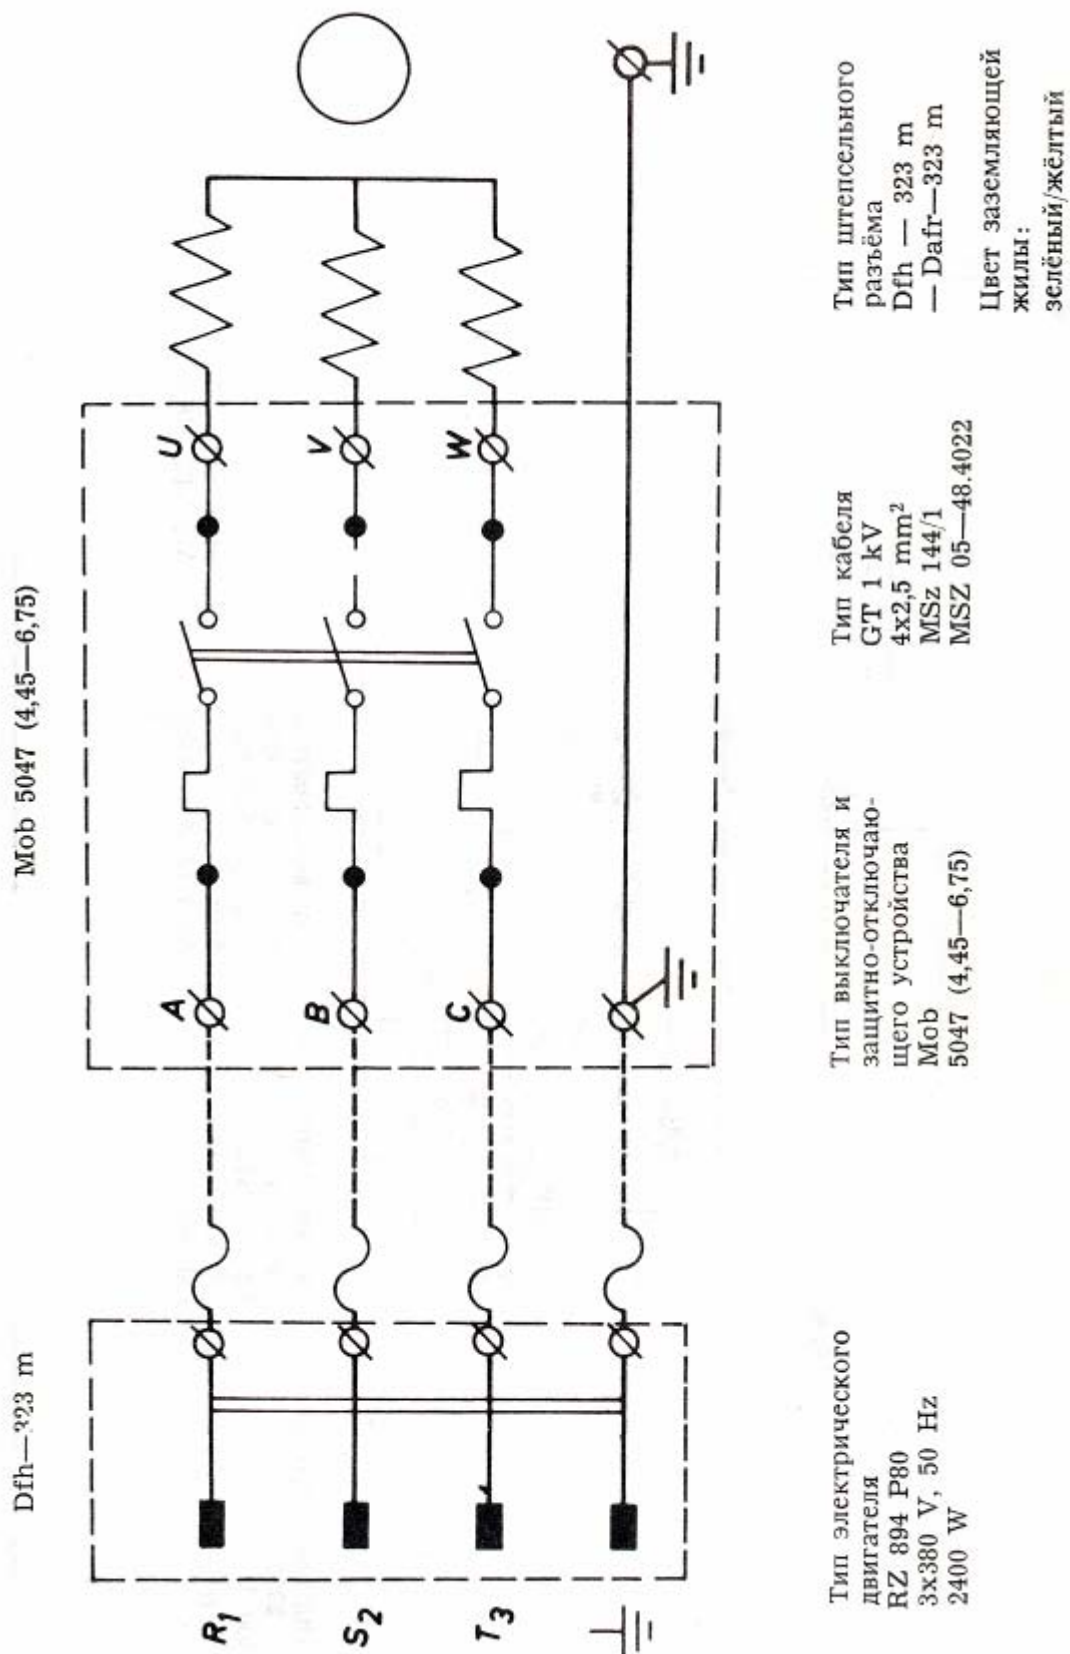 Dfh—323 m
Mob 5047 (4,45—6,75)
R1
S2
T3
A
B
C
U
V
W
Тип электрического
двигателя
RZ 894 P80
3x380 V, 50 Hz
2400 W
Тип выключателя и
защитно-отключаю-
щего устройства
Mob
5047 (4,45—6,75)
Тип кабеля
GT 1 kV
4x2,5 mm²
MSz 144/1
MSZ 05—48.4022
Тип штепсельного
разъёма
Dfh — 323 m
— Dafr—323 m
Цвет заземляющей
жилы:
зелёный/жёлтый